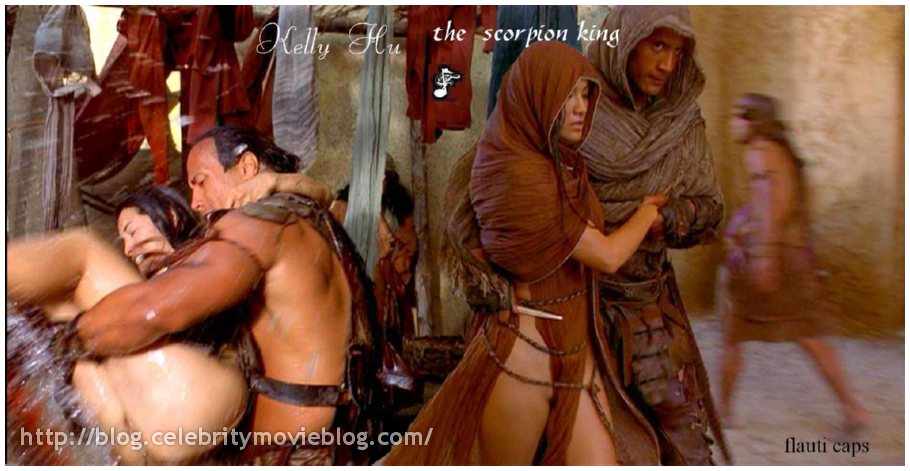 Kelly Hu
the scorpion king
http://blog.celebritymovieblog.com/
flauti caps